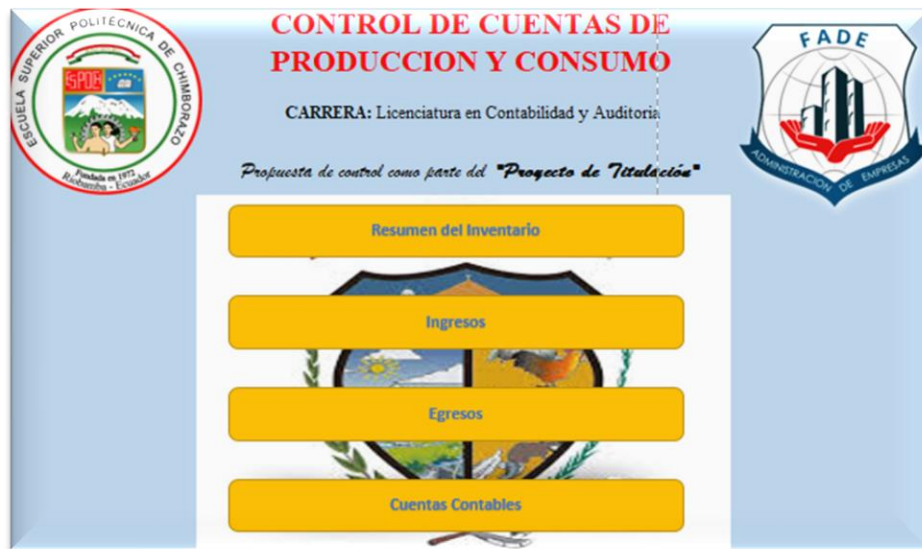 CONTROL DE CUENTAS DE
PRODUCCION Y CONSUMO
CARRERA: Licenciatura en Contabilidad y Auditoria
Propuesta de control como parte del "Proyecto de Titulación"
ESCUELA SUPERIOR POLITÉCNICA DE CHIMBORAZO
ESPOCH
Fundada en 1972
Riobamba - Ecuador
FADE
ADMINISTRACIÓN DE EMPRESAS
Resumen del Inventario
Ingresos
Egresos
Cuentas Contables